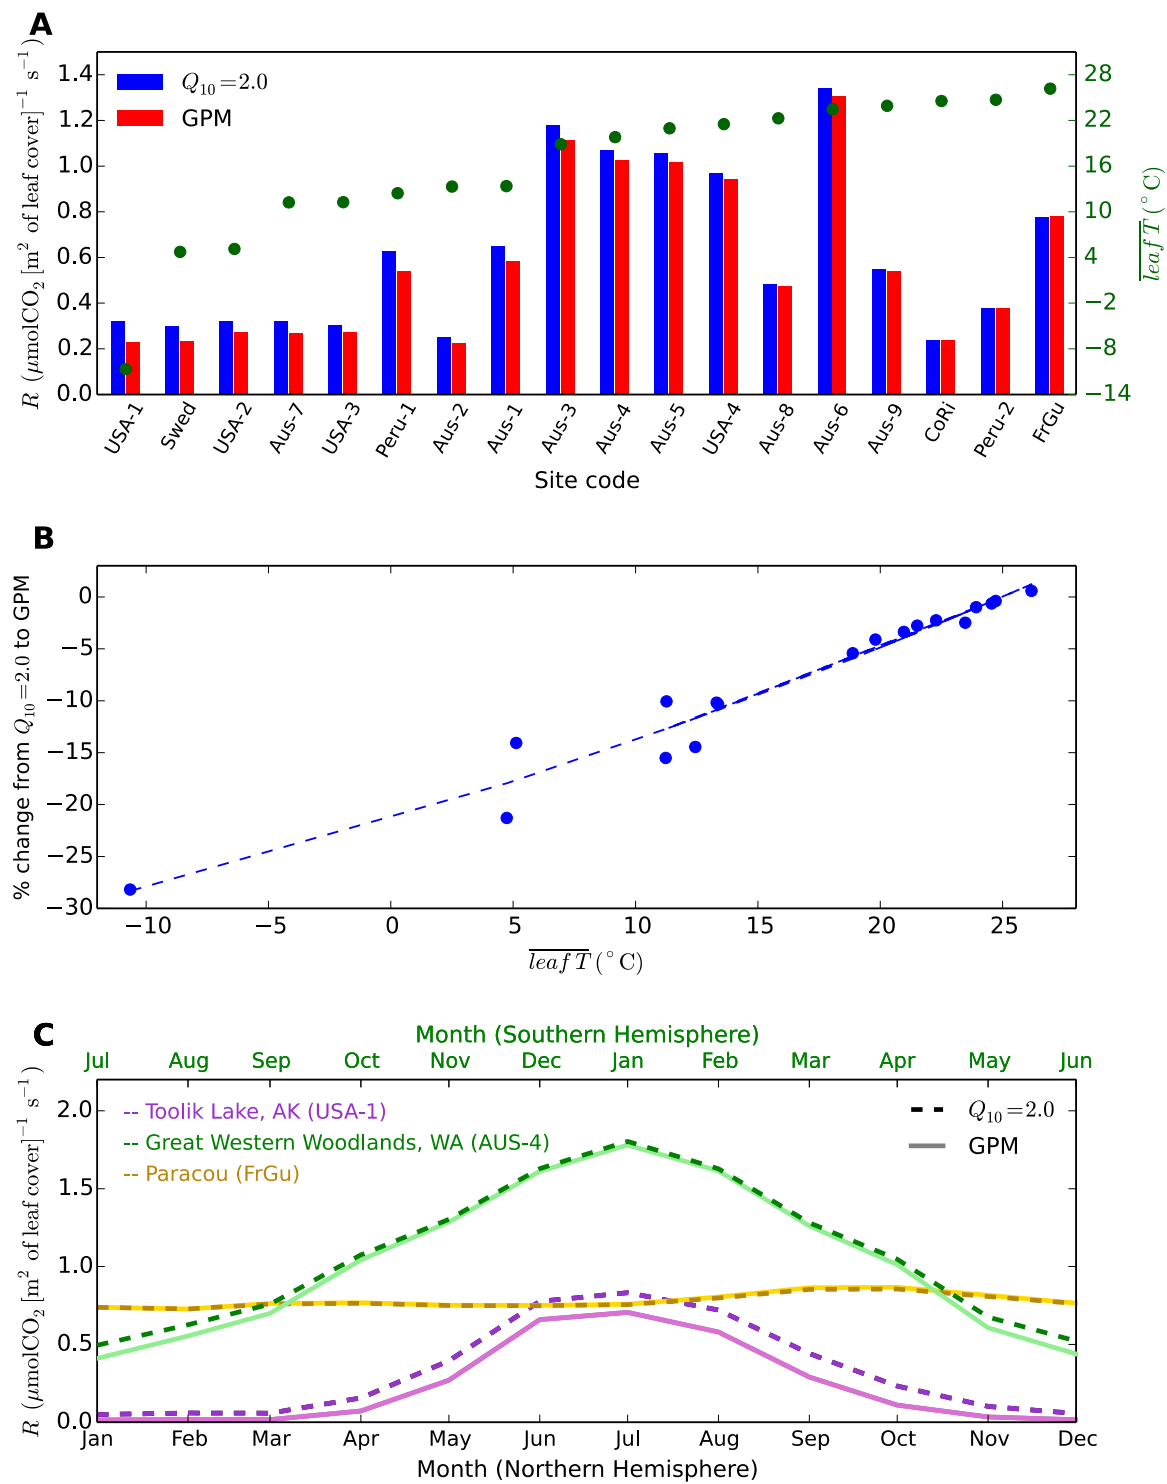 A
R (μmolCO₂ [m² of leaf cover]⁻¹ s⁻¹)
1.4
1.2
1.0
0.8
0.6
0.4
0.2
0.0
Q₁₀=2.0
GPM
28
22
16
10
4
−2
−8
−14
leaf T (°C)
USA-1
Swed
USA-2
Aus-7
USA-3
Peru-1
Aus-2
Aus-1
Aus-3
Aus-4
Aus-5
USA-4
Aus-8
Aus-6
Aus-9
CoRi
Peru-2
FrGu
Site code
B
% change from Q₁₀=2.0 to GPM
0
−5
−10
−15
−20
−25
−30
−10
−5
0
5
10
15
20
25
leaf T (°C)
C
Month (Southern Hemisphere)
Jul Aug Sep Oct Nov Dec Jan Feb Mar Apr May Jun
R (μmolCO₂ [m² of leaf cover]⁻¹ s⁻¹)
2.0
1.5
1.0
0.5
0.0
-- Toolik Lake, AK (USA-1)
-- Great Western Woodlands, WA (AUS-4)
-- Paracou (FrGu)
Q₁₀=2.0
GPM
Jan Feb Mar Apr May Jun Jul Aug Sep Oct Nov Dec
Month (Northern Hemisphere)